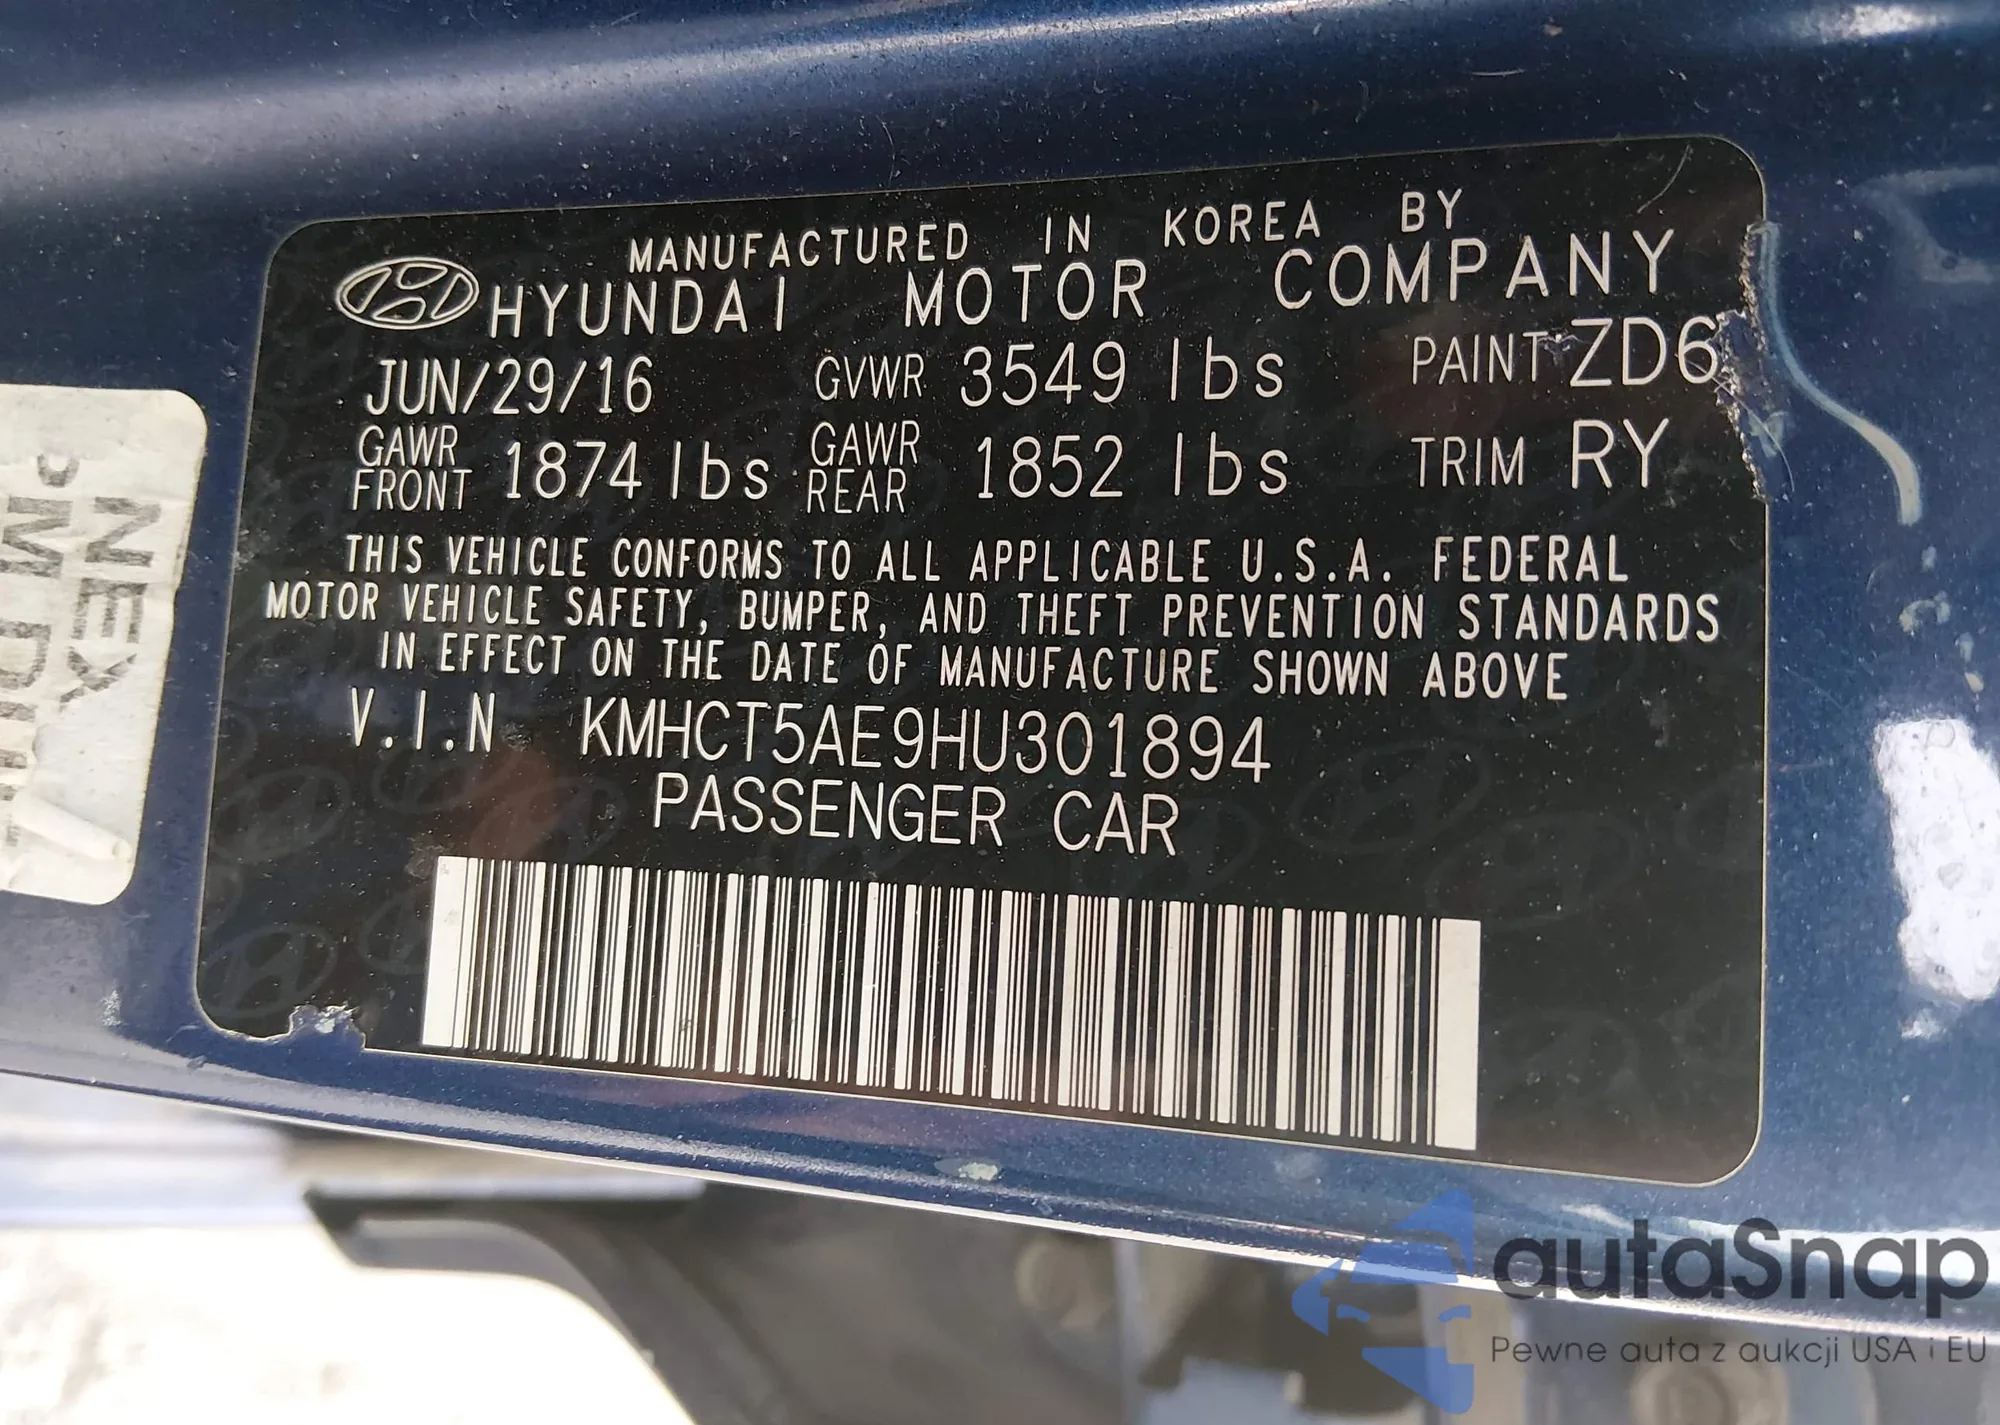 MANUFACTURED IN KOREA BY
HYUNDAI MOTOR COMPANY
JUN/29/16 GVWR 3549 lbs PAINT ZD6
GAWR FRONT 1874 lbs GAWR REAR 1852 lbs TRIM RY
THIS VEHICLE CONFORMS TO ALL APPLICABLE U.S.A. FEDERAL
MOTOR VEHICLE SAFETY, BUMPER, AND THEFT PREVENTION STANDARDS
IN EFFECT ON THE DATE OF MANUFACTURE SHOWN ABOVE
V.I.N KMHCT5AE9HU301894
PASSENGER CAR
NEX
autaSnap
Pewne auta z aukcji USA i EU